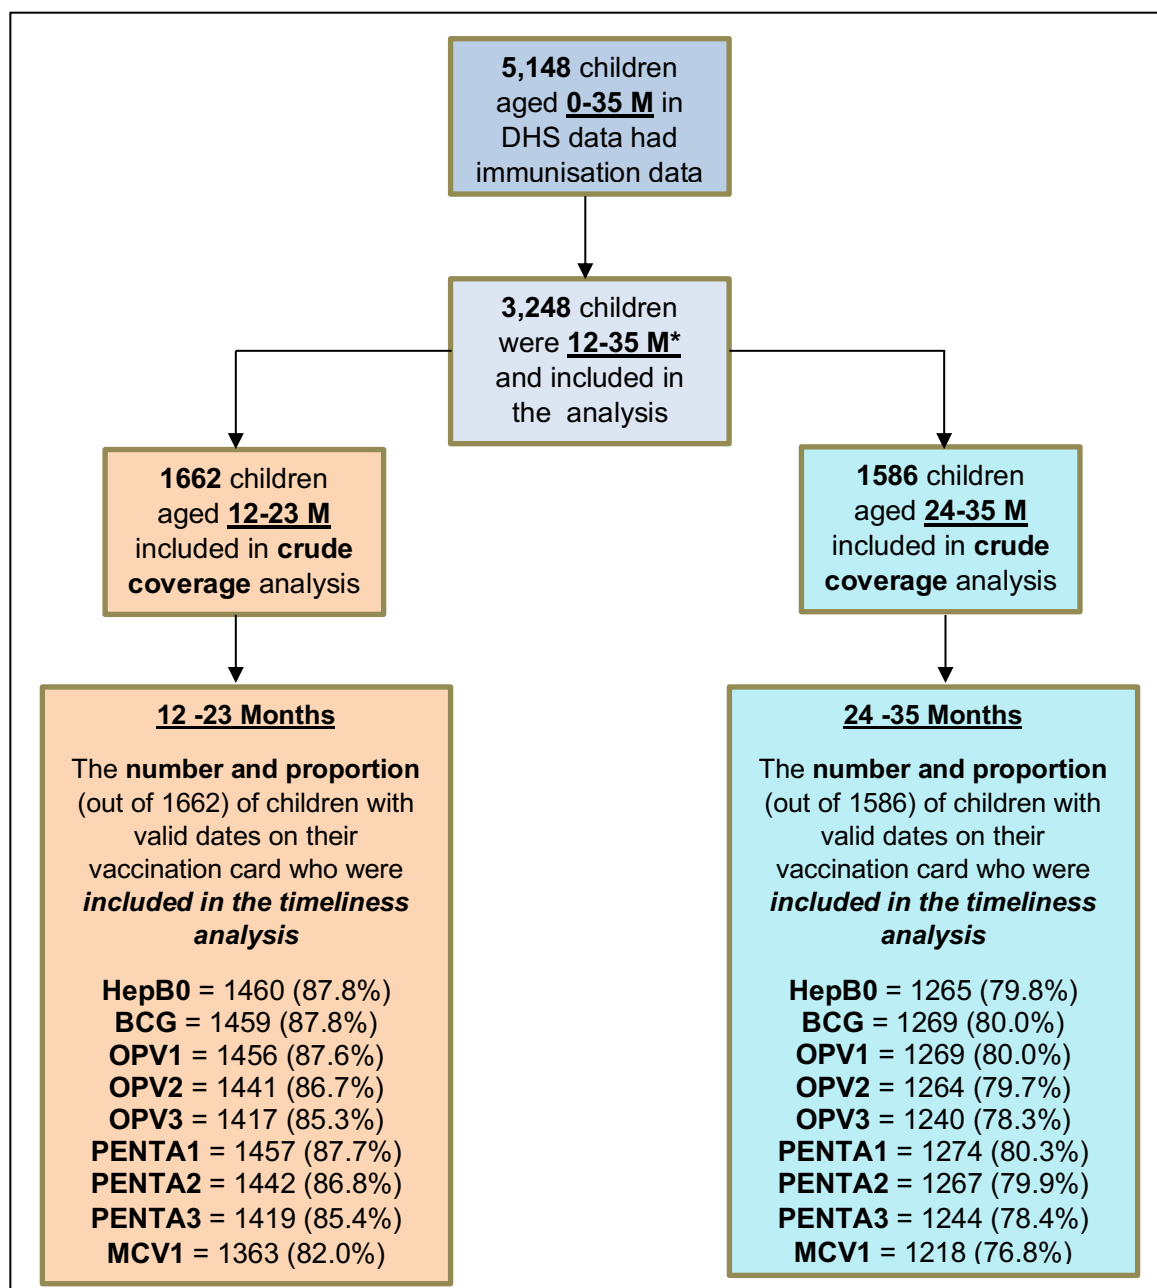 5,148 children
aged 0-35 M in
DHS data had
immunisation data
3,248 children
were 12-35 M*
and included in
the analysis
1662 children
aged 12-23 M
included in crude
coverage analysis
1586 children
aged 24-35 M
included in crude
coverage analysis
12 -23 Months
The number and proportion
(out of 1662) of children with
valid dates on their
vaccination card who were
included in the timeliness
analysis
HepB0 = 1460 (87.8%)
BCG = 1459 (87.8%)
OPV1 = 1456 (87.6%)
OPV2 = 1441 (86.7%)
OPV3 = 1417 (85.3%)
PENTA1 = 1457 (87.7%)
PENTA2 = 1442 (86.8%)
PENTA3 = 1419 (85.4%)
MCV1 = 1363 (82.0%)
24 -35 Months
The number and proportion
(out of 1586) of children with
valid dates on their
vaccination card who were
included in the timeliness
analysis
HepB0 = 1265 (79.8%)
BCG = 1269 (80.0%)
OPV1 = 1269 (80.0%)
OPV2 = 1264 (79.7%)
OPV3 = 1240 (78.3%)
PENTA1 = 1274 (80.3%)
PENTA2 = 1267 (79.9%)
PENTA3 = 1244 (78.4%)
MCV1 = 1218 (76.8%)